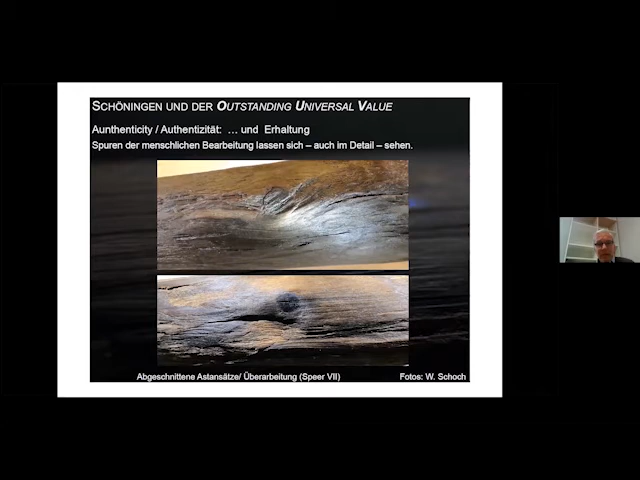 SCHÖNINGEN UND DER OUTSTANDING UNIVERSAL VALUE
Aunthenticity / Authentizität: … und Erhaltung
Spuren der menschlichen Bearbeitung lassen sich – auch im Detail – sehen.
Abgeschnittene Astansätze/ Überarbeitung (Speer VII)
Fotos: W. Schoch